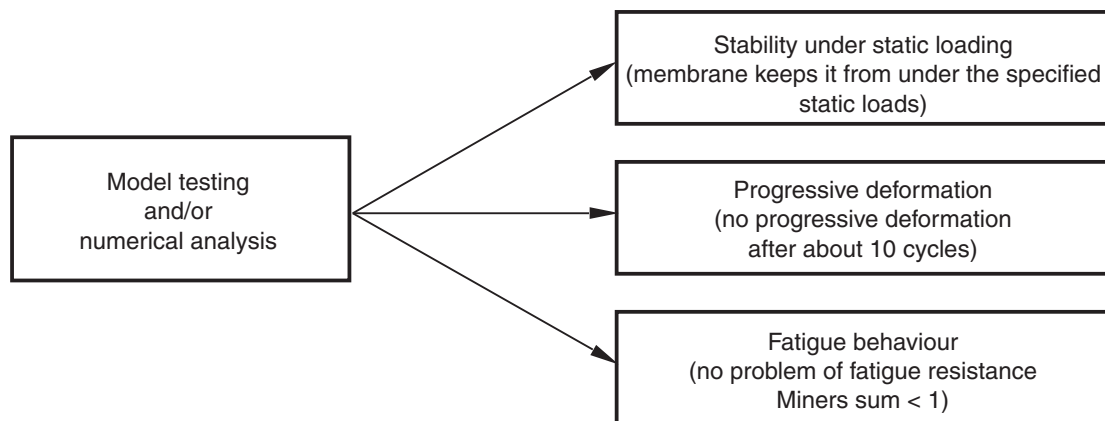 Model testing
and/or
numerical analysis
Stability under static loading
(membrane keeps it from under the specified
static loads)
Progressive deformation
(no progressive deformation
after about 10 cycles)
Fatigue behaviour
(no problem of fatigue resistance
Miners sum < 1)